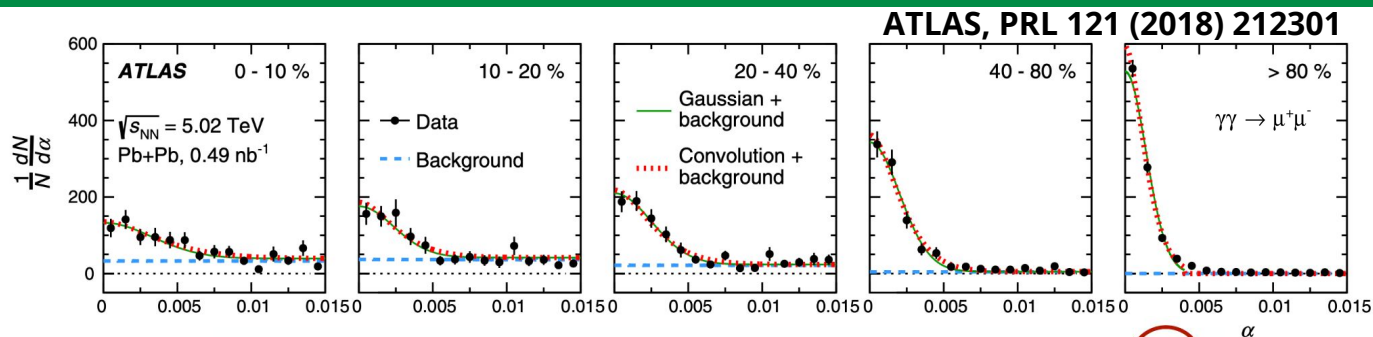 ATLAS, PRL 121 (2018) 212301
600
400
200
0
1/N dN/dα
ATLAS 0 - 10 %
√sNN = 5.02 TeV
Pb+Pb, 0.49 nb-1
10 - 20 %
Data
Background
20 - 40 %
Gaussian +
background
Convolution +
background
40 - 80 %
> 80 %
γγ → μ+μ-
0 0.005 0.01 0.015 0 0.005 0.01 0.015 0 0.005 0.01 0.015 0 0.005 0.01 0.015 0 0.005 0.01 0.015
α